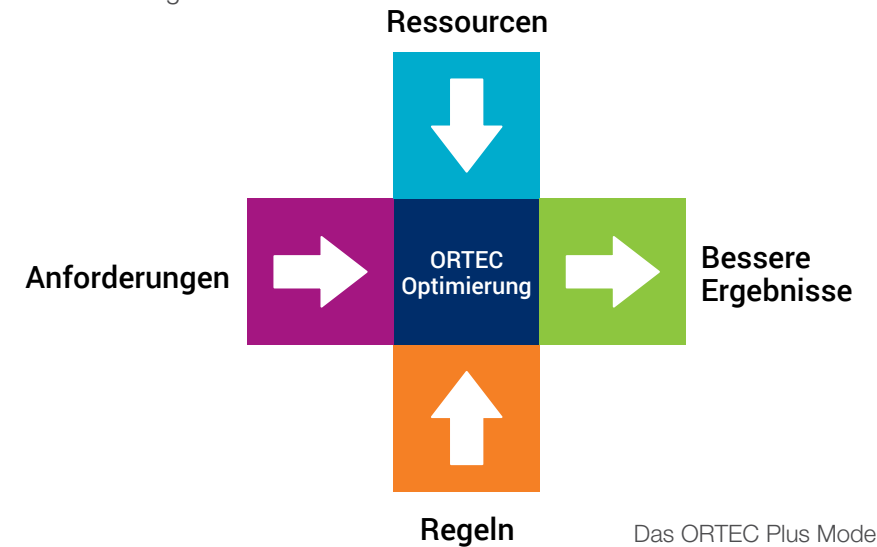 Ressourcen
Anforderungen
ORTEC
Optimierung
Bessere
Ergebnisse
Regeln
Das ORTEC Plus Mode